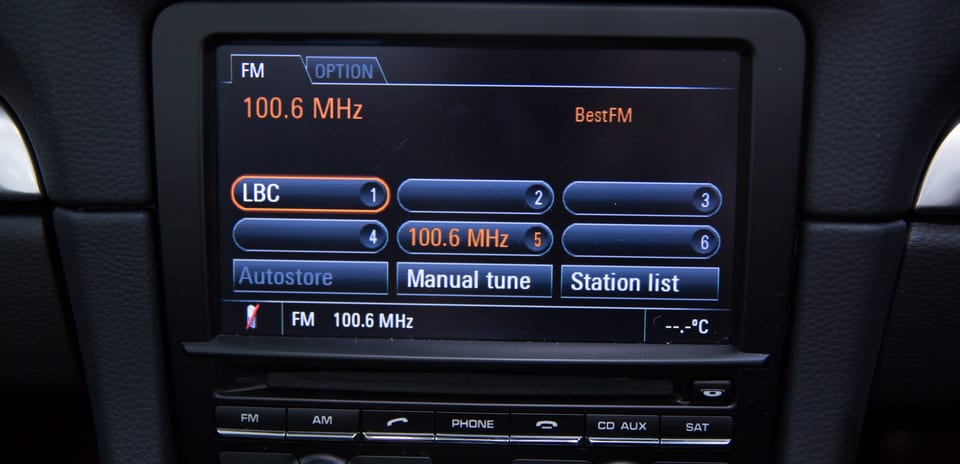 FM OPTION
100.6 MHz BestFM
LBC 1 2 3
4 100.6 MHz 5 6
Autostore Manual tune Station list
FM 100.6 MHz --.-°C
FM AM PHONE CD AUX SAT